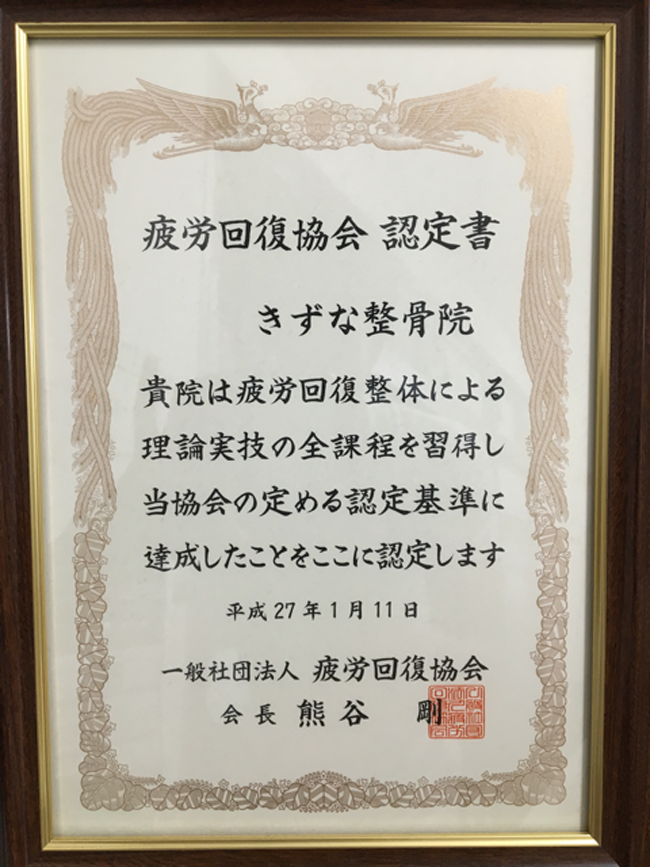 疲労回復協会 認定書
きずな整骨院
貴院は疲労回復整体による
理論実技の全課程を習得し
当協会の定める認定基準に
達成したことをここに認定します
平成27年1月11日
一般社団法人 疲労回復協会
会長 熊谷 剛